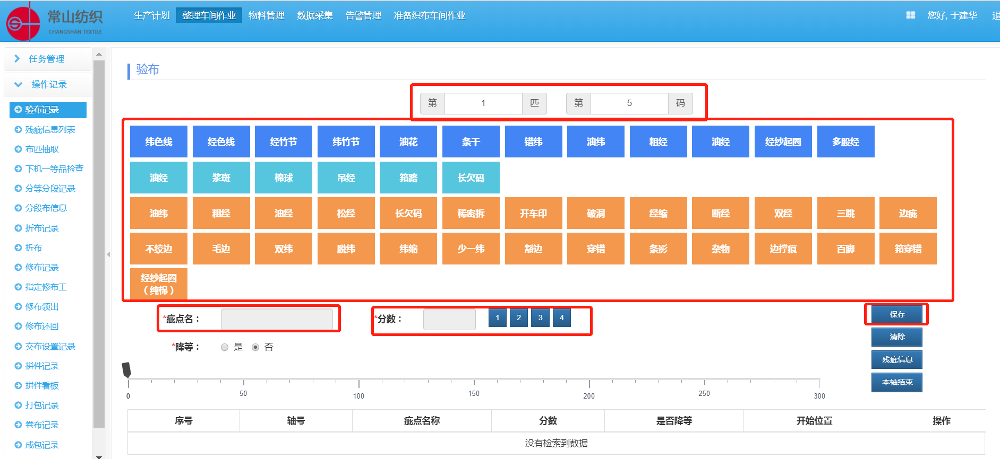 常山纺织
CHANGSHAN TEXTILE
生产计划 整理车间作业 物料管理 数据采集 告警管理 准备织布车间作业
您好, 于建华 退
任务管理
操作记录
验布记录
残疵信息列表
布匹抽取
下机一等品检查
分等分段记录
分段布信息
折布记录
折布
修布记录
指定修布工
修布领出
修布还回
交布设置记录
拼件记录
拼件看板
打包记录
卷布记录
成包记录
验布
第 1 匹 第 5 码
纬色线 经色线 经竹节 纬竹节 油花 条干 错纬 油纬 粗经 油经 经纱起圈 多股经
油经 浆斑 棉球 吊经 筘路 长欠码
油纬 粗经 油经 松经 长欠码 稀密拆 开车印 破洞 经缩 断经 双经 三跳 边疵
不绞边 毛边 双纬 脱纬 纬缩 少一纬 豁边 穿错 条影 杂物 边撑痕 百脚 筘穿错
经纱起圈
（纯棉）
*疵点名： *分数： 1 2 3 4 保存
清除
*降等： 是 否
残疵信息
本轴结束
0 50 100 150 200 250 300
序号 轴号 疵点名称 分数 是否降等 开始位置 操作
没有检索到数据